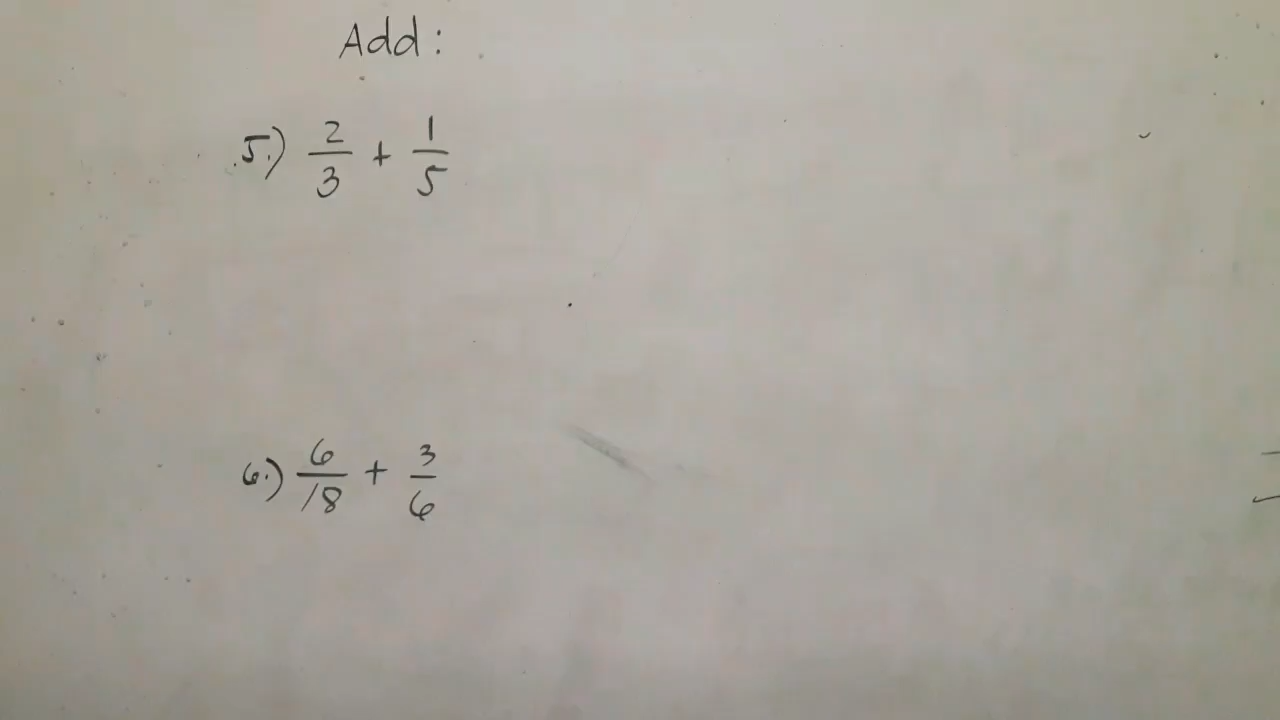 Add:
5.) 2/3 + 1/5
6.) 6/18 + 3/6